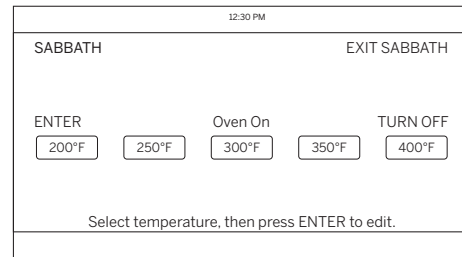 12:30 PM
SABBATH EXIT SABBATH
ENTER Oven On TURN OFF
200°F 250°F 300°F 350°F 400°F
Select temperature, then press ENTER to edit.